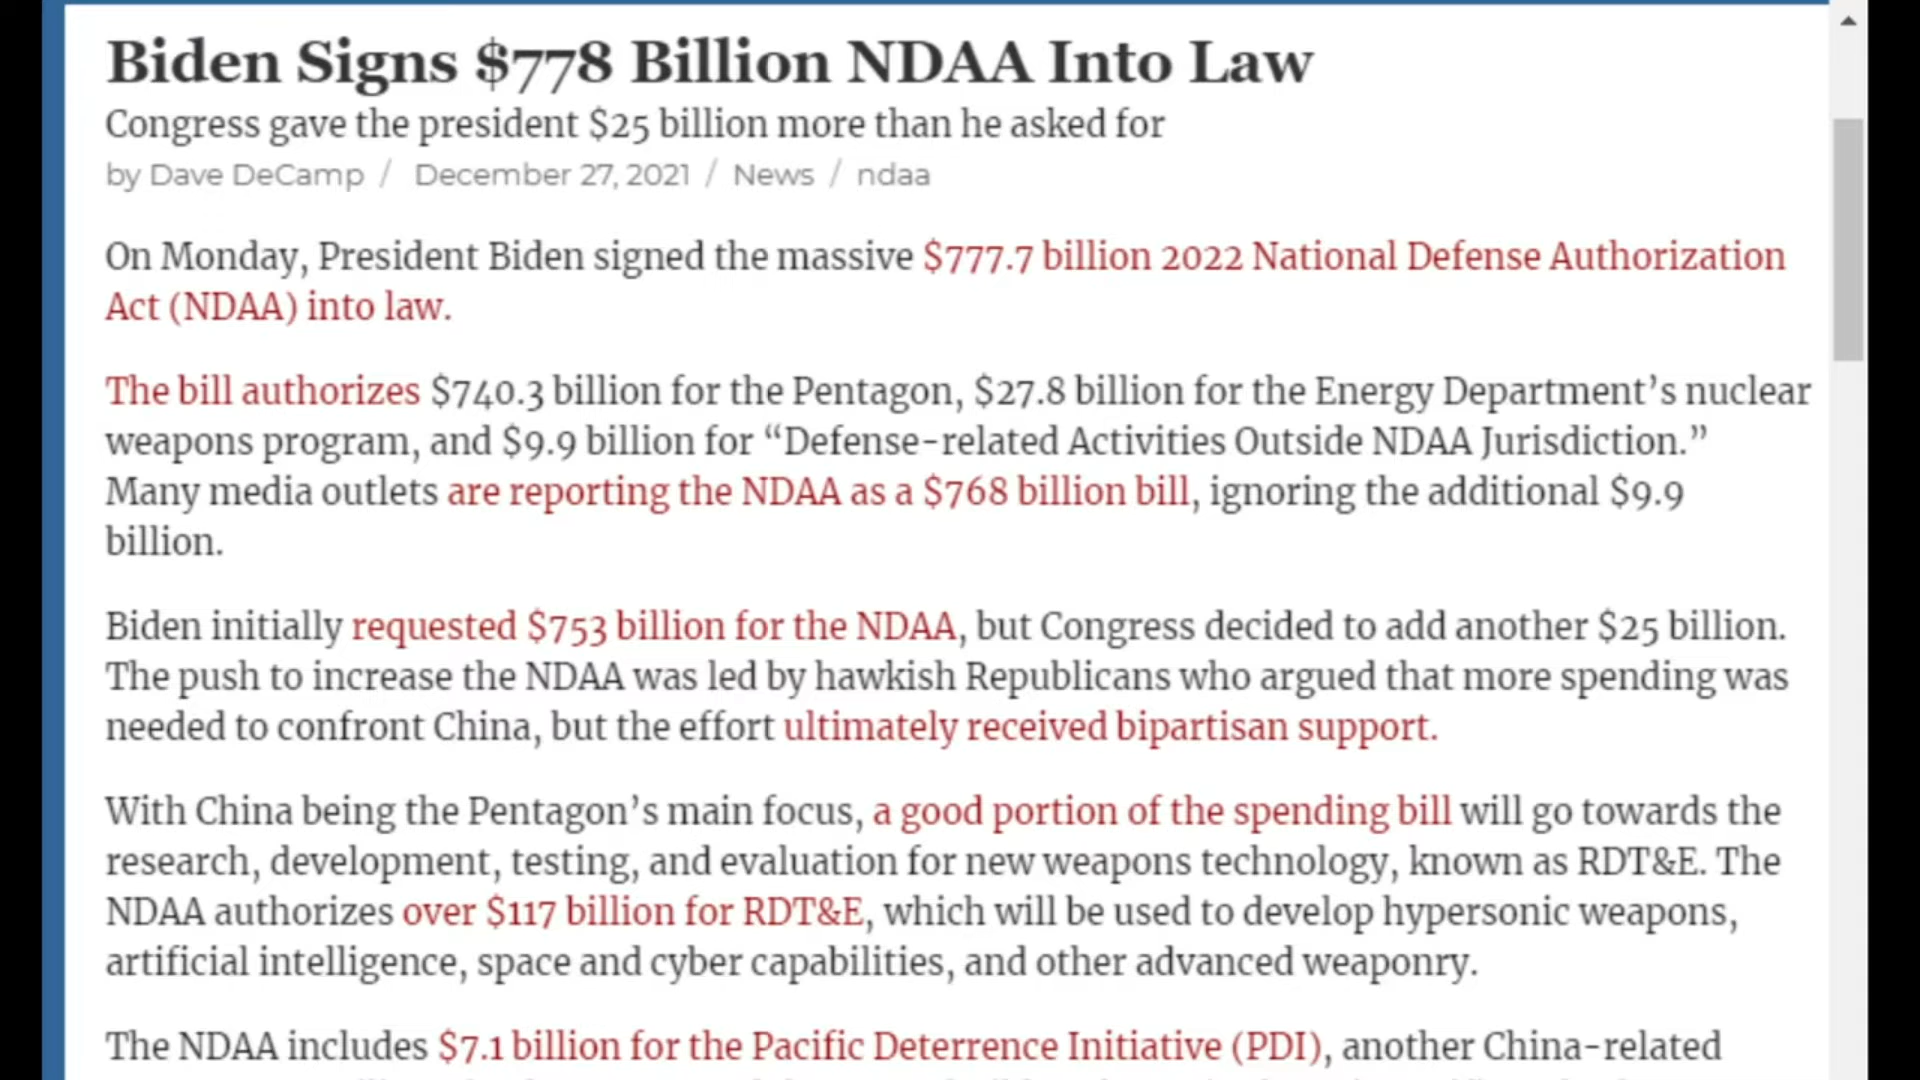 Biden Signs $778 Billion NDAA Into Law
Congress gave the president $25 billion more than he asked for
by Dave DeCamp / December 27, 2021 / News / ndaa
On Monday, President Biden signed the massive $777.7 billion 2022 National Defense Authorization
Act (NDAA) into law.
The bill authorizes $740.3 billion for the Pentagon, $27.8 billion for the Energy Department’s nuclear
weapons program, and $9.9 billion for “Defense-related Activities Outside NDAA Jurisdiction.”
Many media outlets are reporting the NDAA as a $768 billion bill, ignoring the additional $9.9
billion.
Biden initially requested $753 billion for the NDAA, but Congress decided to add another $25 billion.
The push to increase the NDAA was led by hawkish Republicans who argued that more spending was
needed to confront China, but the effort ultimately received bipartisan support.
With China being the Pentagon’s main focus, a good portion of the spending bill will go towards the
research, development, testing, and evaluation for new weapons technology, known as RDT&E. The
NDAA authorizes over $117 billion for RDT&E, which will be used to develop hypersonic weapons,
artificial intelligence, space and cyber capabilities, and other advanced weaponry.
The NDAA includes $7.1 billion for the Pacific Deterrence Initiative (PDI), another China-related